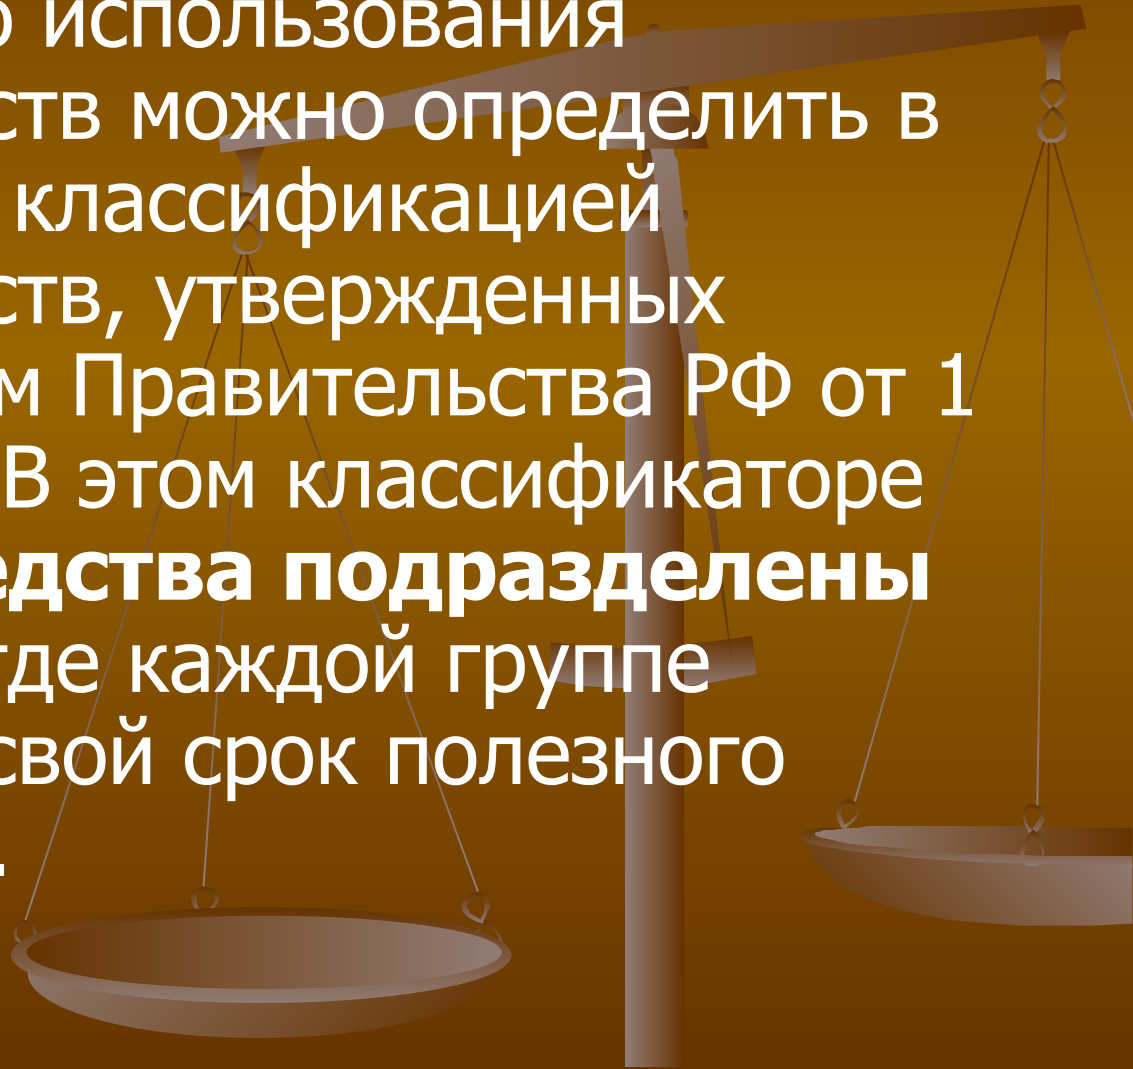 о использования
ств можно определить в
классификацией
ств, утвержденных
м Правительства РФ от 1
В этом классификаторе
едства подразделены
где каждой группе
свой срок полезного
.